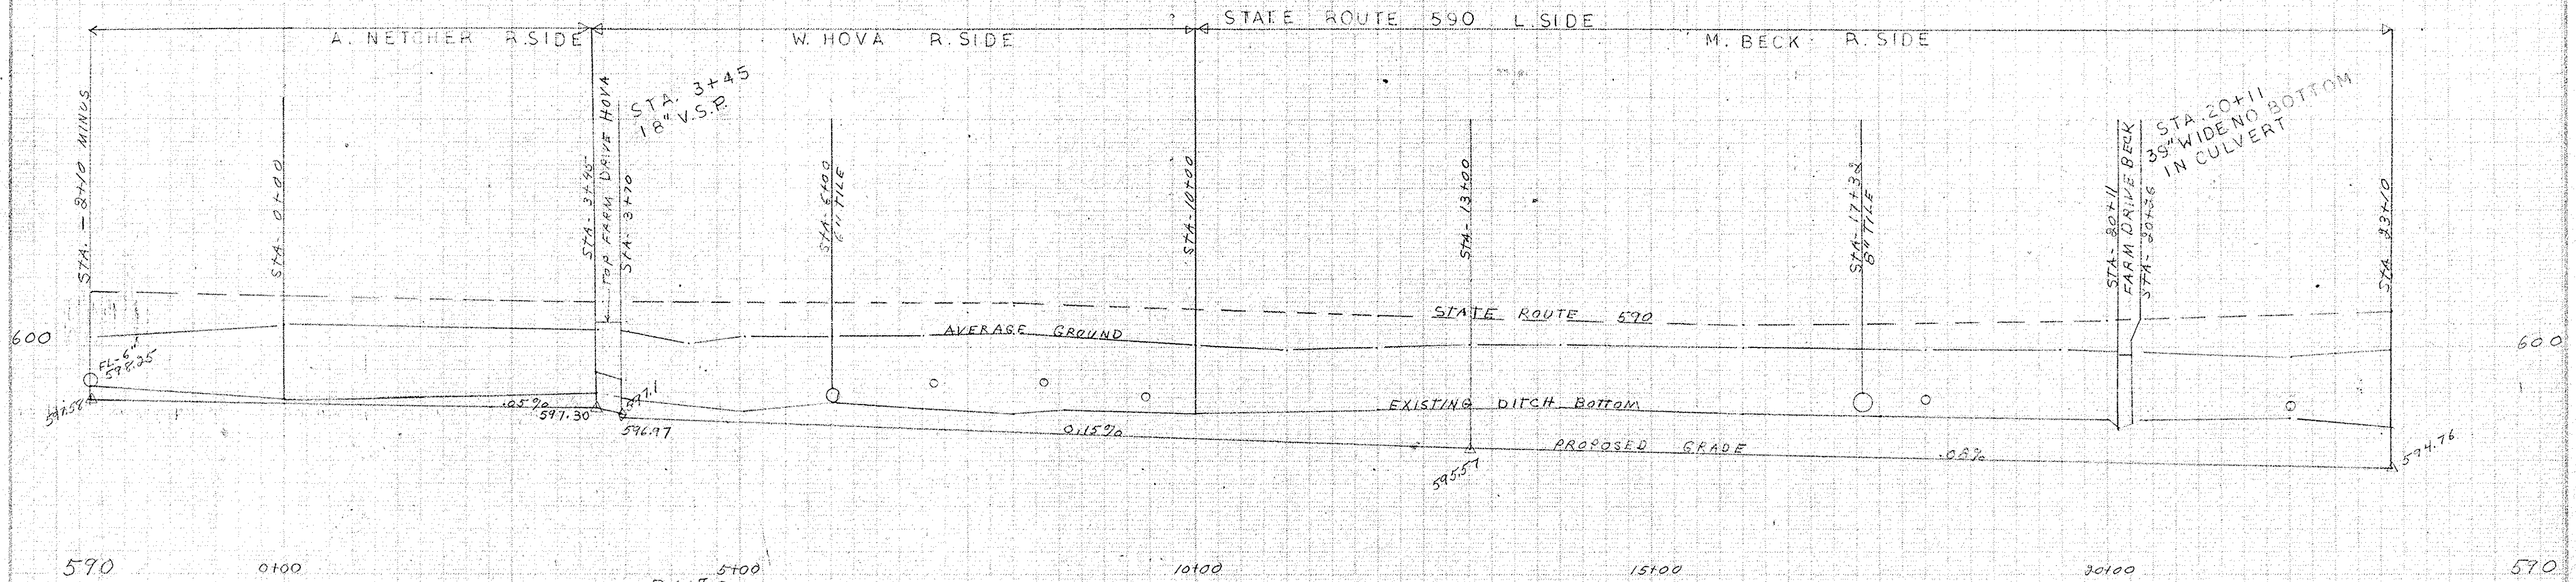 STATE ROUTE 590 L. SIDE
A. NETCHER R. SIDE
W. HOVA R. SIDE
M. BECK R. SIDE
STA. - 2+10 MINUS
STA - 0+00
STA - 3+45
TOP FARM DRIVE HOVA
STA - 3+70
STA. 3+45
18" V.S.P.
STA - 6+00
6" TILE
STA - 10+00
STA - 13+00
STA - 17+32
8" TILE
STA - 20+11
FARM DRIVE BECK
STA - 20+26
STA. 20+11
39" WIDE NO BOTTOM
IN CULVERT
STA 23+10
STATE ROUTE 590
AVERAGE GROUND
600
600
FL-6"
598.25
597.58
.05%
597.30
597.1
596.97
EXISTING DITCH BOTTOM
0.15%
PROPOSED GRADE
.08%
595.57
594.76
590
0+00
5+00
10+00
15+00
20+00
590